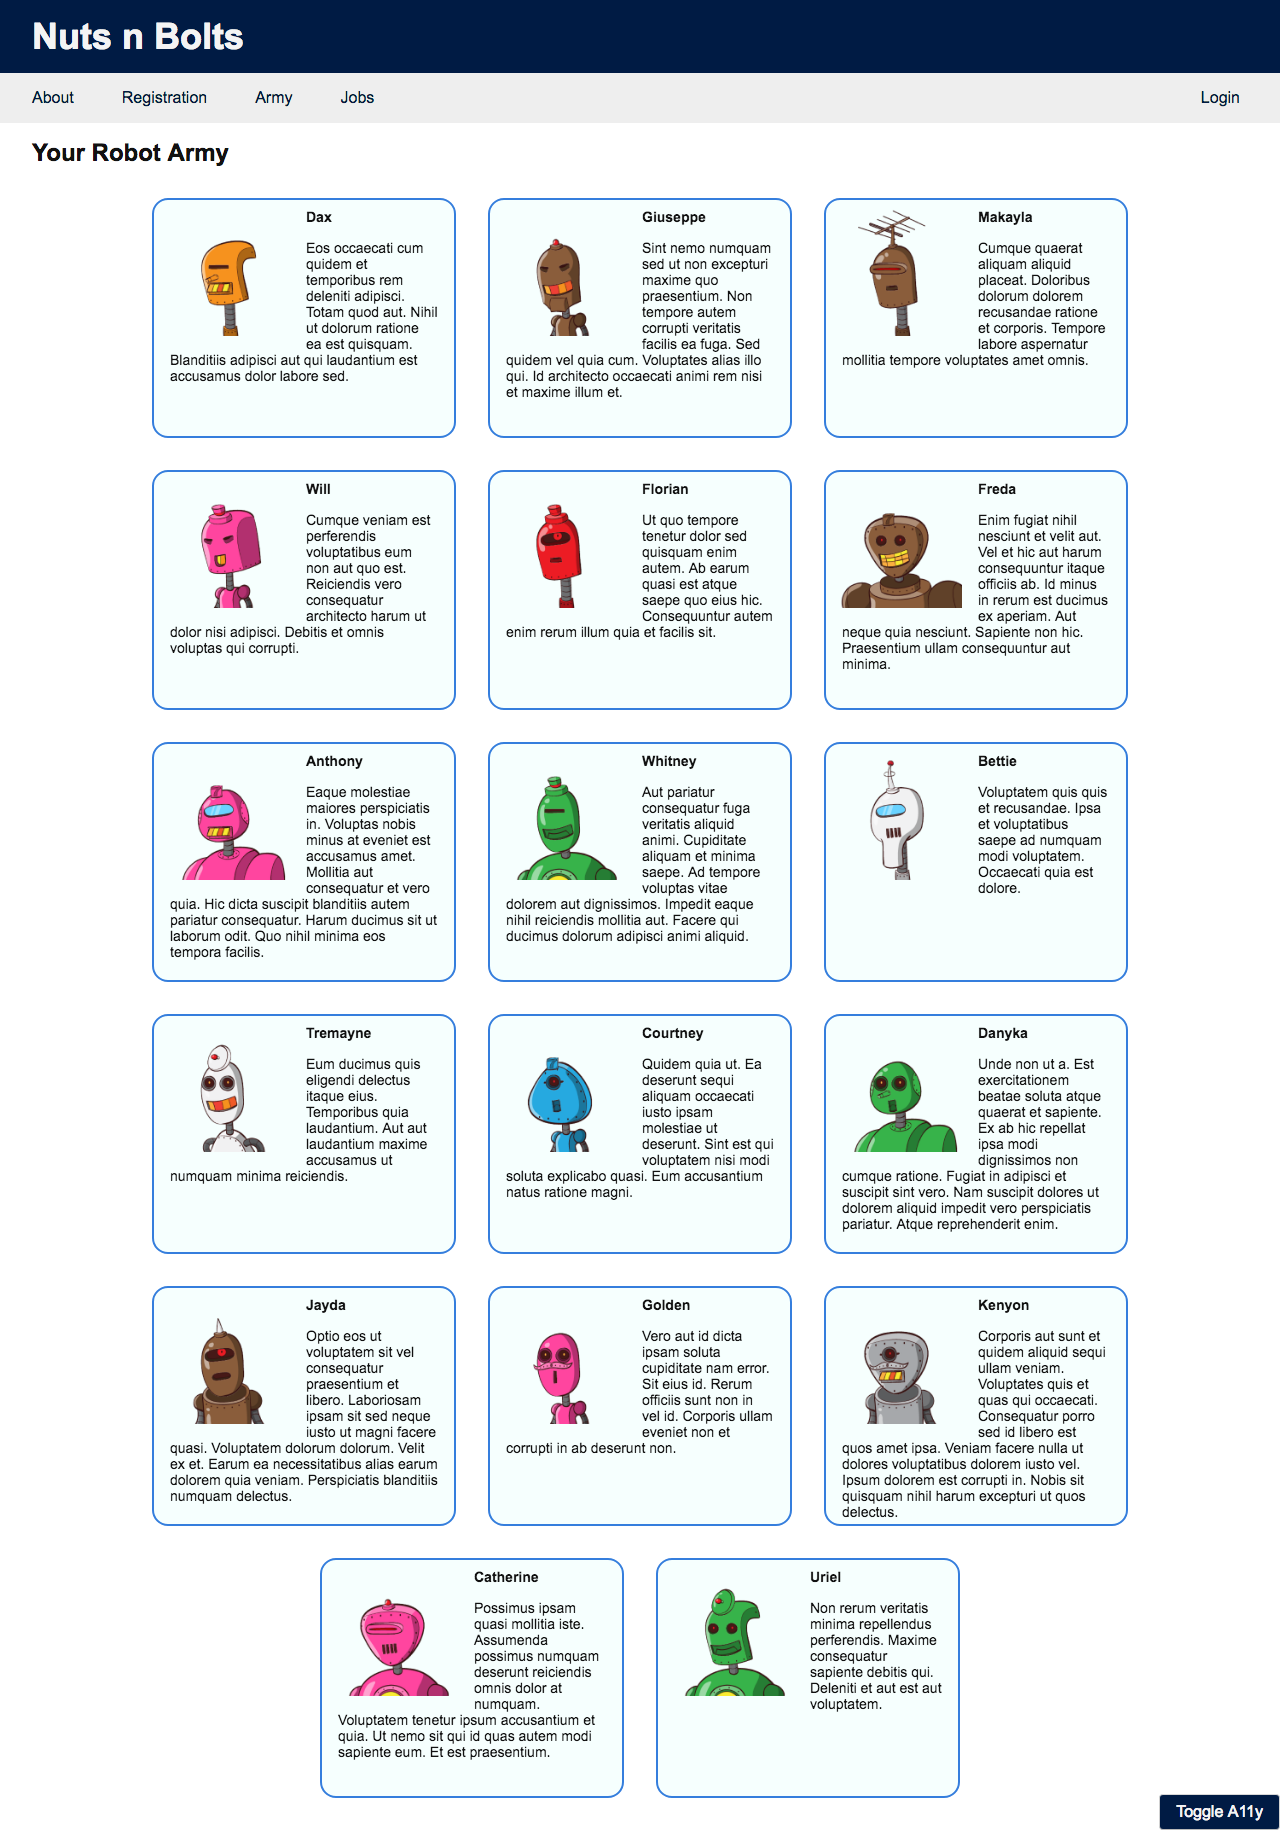 Nuts n Bolts
About
Registration
Army
Jobs
Login
Your Robot Army
Dax
Eos occaecati cum
quidem et
temporibus rem
deleniti adipisci.
Totam quod aut. Nihil
ut dolorum ratione
ea est quisquam.
Blanditiis adipisci aut qui laudantium est
accusamus dolor labore sed.
Giuseppe
Sint nemo numquam
sed ut non excepturi
maxime quo
praesentium. Non
tempore autem
corrupti veritatis
facilis ea fuga. Sed
quidem vel quia cum. Voluptates alias illo
qui. Id architecto occaecati animi rem nisi
et maxime illum et.
Makayla
Cumque quaerat
aliquam aliquid
placeat. Doloribus
dolorum dolorem
recusandae ratione
et corporis. Tempore
labore aspernatur
mollitia tempore voluptates amet omnis.
Will
Cumque veniam est
perferendis
voluptatibus eum
non aut quo est.
Reiciendis vero
consequatur
architecto harum ut
dolor nisi adipisci. Debitis et omnis
voluptas qui corrupti.
Florian
Ut quo tempore
tenetur dolor sed
quisquam enim
autem. Ab earum
quasi est atque
saepe quo eius hic.
Consequuntur autem
enim rerum illum quia et facilis sit.
Freda
Enim fugiat nihil
nesciunt et velit aut.
Vel et hic aut harum
consequuntur itaque
officiis ab. Id minus
in rerum est ducimus
ex aperiam. Aut
neque quia nesciunt. Sapiente non hic.
Praesentium ullam consequuntur aut
minima.
Anthony
Eaque molestiae
maiores perspiciatis
in. Voluptas nobis
minus at eveniet est
accusamus amet.
Mollitia aut
consequatur et vero
quia. Hic dicta suscipit blanditiis autem
pariatur consequatur. Harum ducimus sit ut
laborum odit. Quo nihil minima eos
tempora facilis.
Whitney
Aut pariatur
consequatur fuga
veritatis aliquid
animi. Cupiditate
aliquam et minima
saepe. Ad tempore
voluptas vitae
dolorem aut dignissimos. Impedit eaque
nihil reiciendis mollitia aut. Facere qui
ducimus dolorum adipisci animi aliquid.
Bettie
Voluptatem quis quis
et recusandae. Ipsa
et voluptatibus
saepe ad numquam
modi voluptatem.
Occaecati quia est
dolore.
Tremayne
Eum ducimus quis
eligendi delectus
itaque eius.
Temporibus quia
laudantium. Aut aut
laudantium maxime
accusamus ut
numquam minima reiciendis.
Courtney
Quidem quia ut. Ea
deserunt sequi
aliquam occaecati
iusto ipsam
molestiae ut
deserunt. Sint est qui
voluptatem nisi modi
soluta explicabo quasi. Eum accusantium
natus ratione magni.
Danyka
Unde non ut a. Est
exercitationem
beatae soluta atque
quaerat et sapiente.
Ex ab hic repellat
ipsa modi
dignissimos non
cumque ratione. Fugiat in adipisci et
suscipit sint vero. Nam suscipit dolores ut
dolorem aliquid impedit vero perspiciatis
pariatur. Atque reprehenderit enim.
Jayda
Optio eos ut
voluptatem sit vel
consequatur
praesentium et
libero. Laboriosam
ipsam sit sed neque
iusto ut magni facere
quasi. Voluptatem dolorum dolorum. Velit
ex et. Earum ea necessitatibus alias earum
dolorem quia veniam. Perspiciatis blanditiis
numquam delectus.
Golden
Vero aut id dicta
ipsam soluta
cupiditate nam error.
Sit eius id. Rerum
officiis sunt non in
vel id. Corporis ullam
eveniet non et
corrupti in ab deserunt non.
Kenyon
Corporis aut sunt et
quidem aliquid sequi
ullam veniam.
Voluptates quis et
quas qui occaecati.
Consequatur porro
sed id libero est
quos amet ipsa. Veniam facere nulla ut
dolores voluptatibus dolorem iusto vel.
Ipsum dolorem est corrupti in. Nobis sit
quisquam nihil harum excepturi ut quos
delectus.
Catherine
Possimus ipsam
quasi mollitia iste.
Assumenda
possimus numquam
deserunt reiciendis
omnis dolor at
numquam.
Voluptatem tenetur ipsum accusantium et
quia. Ut nemo sit qui id quas autem modi
sapiente eum. Et est praesentium.
Uriel
Non rerum veritatis
minima repellendus
perferendis. Maxime
consequatur
sapiente debitis qui.
Deleniti et aut est aut
voluptatem.
Toggle A11y